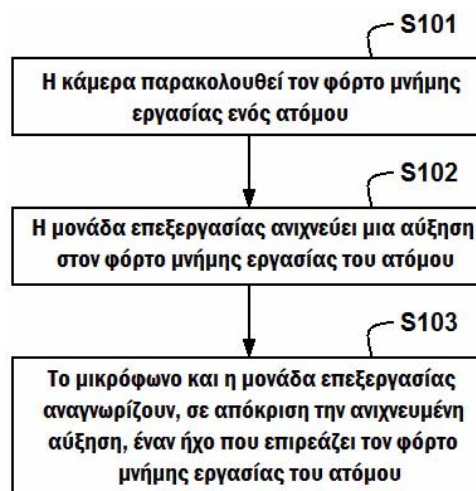 S101
Η κάμερα παρακολουθεί τον φόρτο μνήμης
εργασίας ενός ατόμου
S102
Η μονάδα επεξεργασίας ανιχνεύει μια αύξηση
στον φόρτο μνήμης εργασίας του ατόμου
S103
Το μικρόφωνο και η μονάδα επεξεργασίας
αναγνωρίζουν, σε απόκριση την ανιχνευμένη
αύξηση, έναν ήχο που επιρεάζει τον φόρτο
μνήμης εργασίας του ατόμου